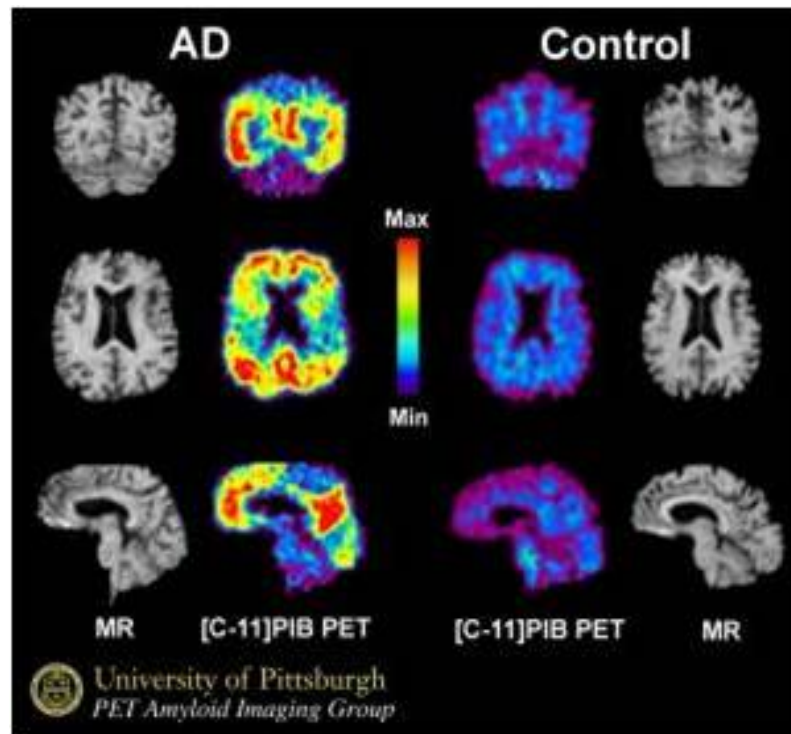 AD Control
Max
Min
MR [C-11]PIB PET [C-11]PIB PET MR
University of Pittsburgh
PET Amyloid Imaging Group